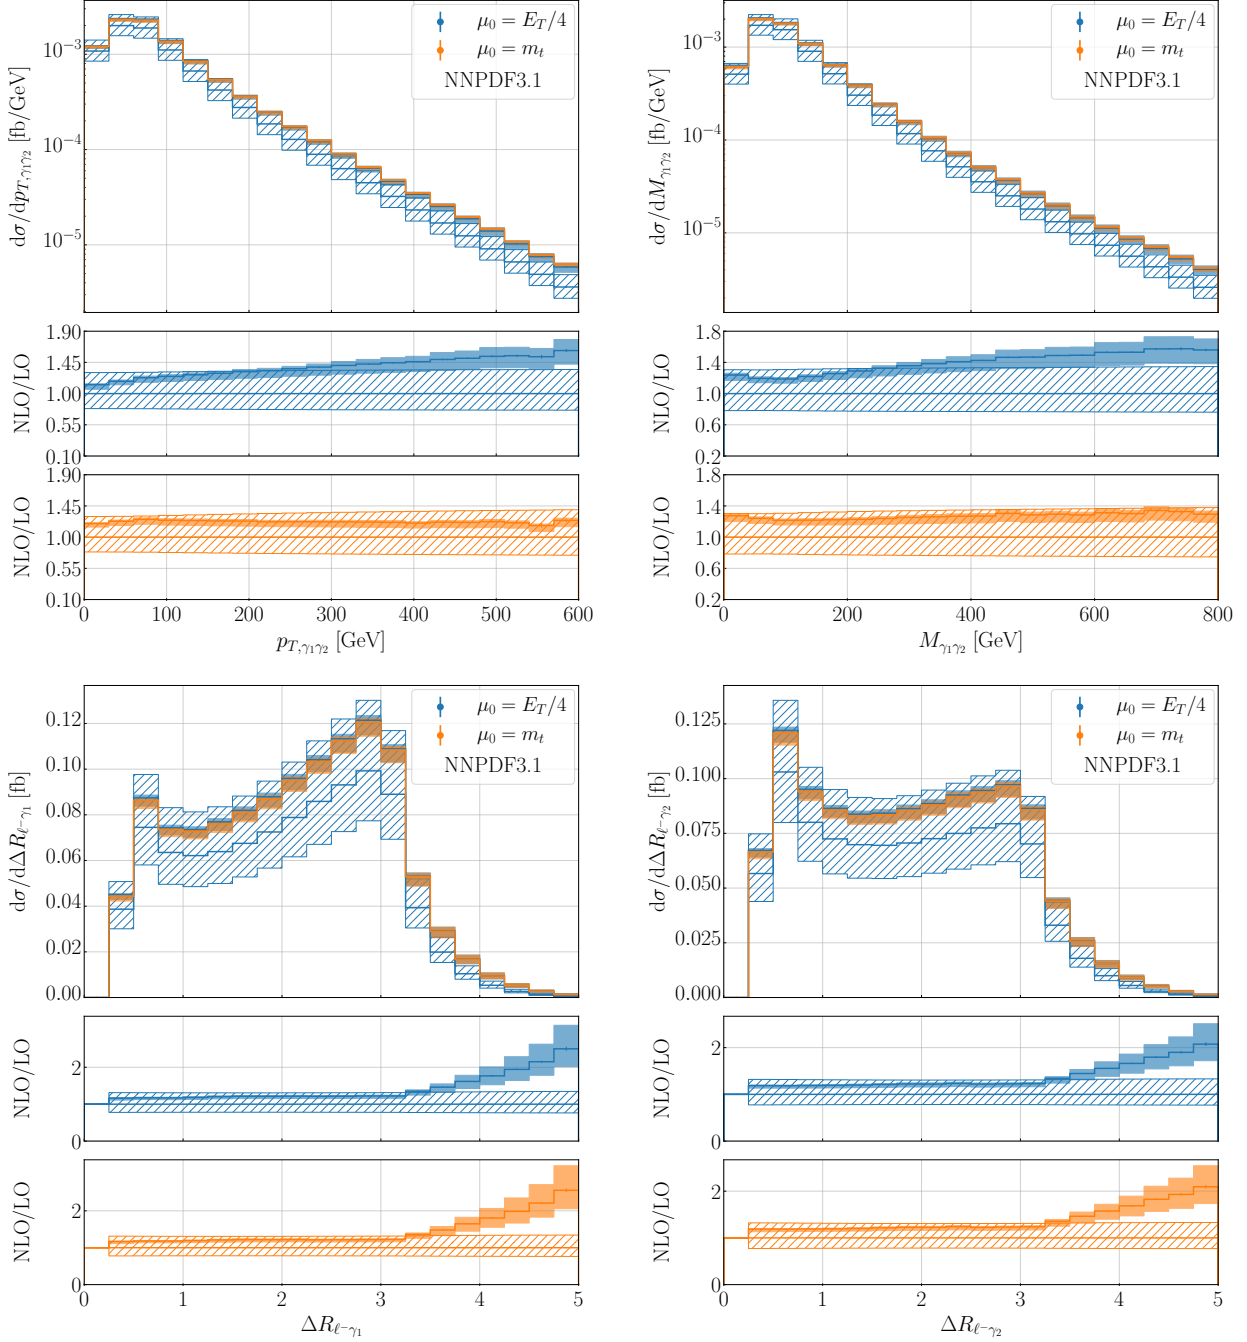 dσ/dp_{T,γ1γ2} [fb/GeV]
10^{-3}
10^{-4}
10^{-5}
μ_0 = E_T/4
μ_0 = m_t
NNPDF3.1
NLO/LO
1.90
1.45
1.00
0.55
0.10
NLO/LO
1.90
1.45
1.00
0.55
0.10
0 100 200 300 400 500 600
p_{T,γ1γ2} [GeV]
dσ/dM_{γ1γ2} [fb/GeV]
10^{-3}
10^{-4}
10^{-5}
μ_0 = E_T/4
μ_0 = m_t
NNPDF3.1
NLO/LO
1.8
1.4
1.0
0.6
0.2
NLO/LO
1.8
1.4
1.0
0.6
0.2
0 200 400 600 800
M_{γ1γ2} [GeV]
dσ/dΔR_{ℓ⁻γ1} [fb]
0.12
0.10
0.08
0.06
0.04
0.02
0.00
μ_0 = E_T/4
μ_0 = m_t
NNPDF3.1
NLO/LO
2
0
NLO/LO
2
0
0 1 2 3 4 5
ΔR_{ℓ⁻γ1}
dσ/dΔR_{ℓ⁻γ2} [fb]
0.125
0.100
0.075
0.050
0.025
0.000
μ_0 = E_T/4
μ_0 = m_t
NNPDF3.1
NLO/LO
2
0
NLO/LO
2
0
0 1 2 3 4 5
ΔR_{ℓ⁻γ2}